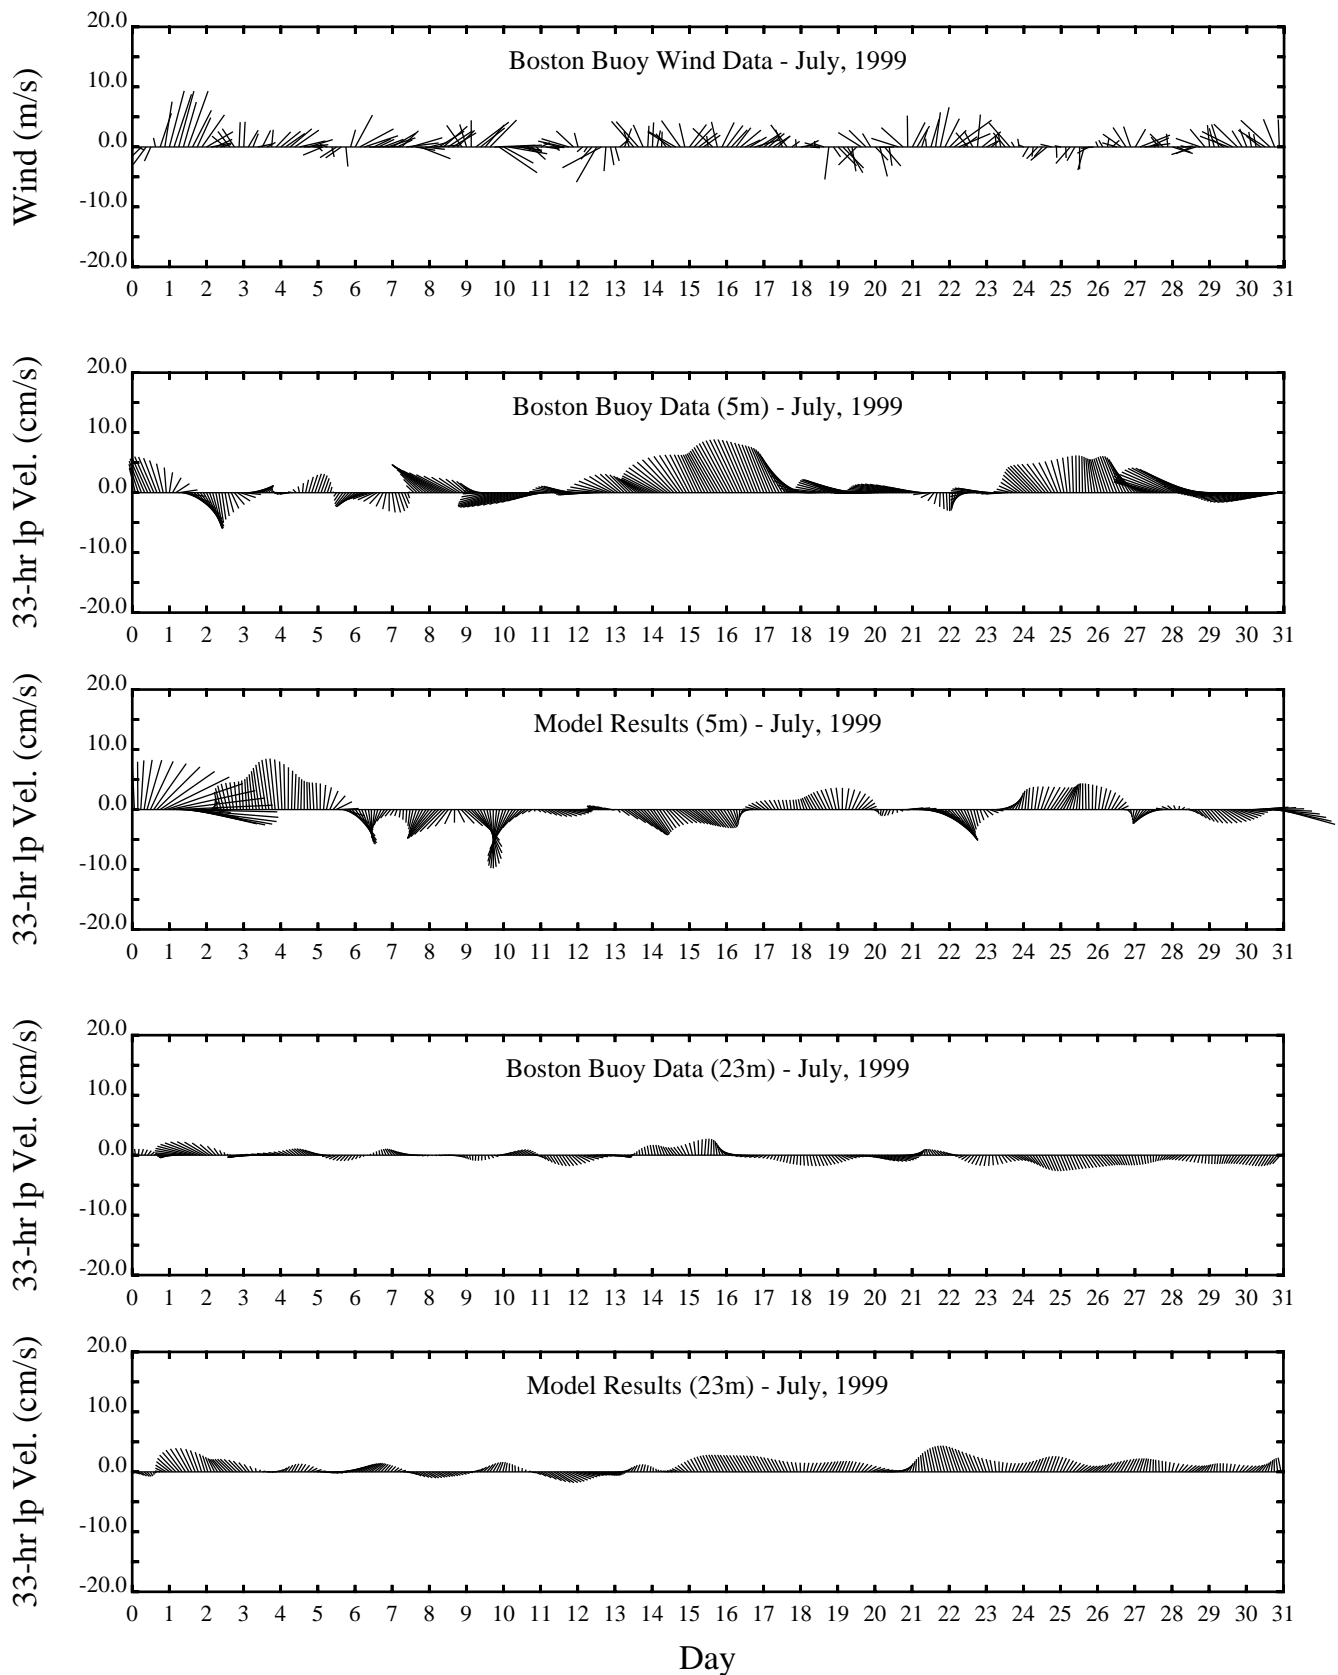 Wind (m/s)
20.0
10.0
0.0
-10.0
-20.0
Boston Buoy Wind Data - July, 1999
0 1 2 3 4 5 6 7 8 9 10 11 12 13 14 15 16 17 18 19 20 21 22 23 24 25 26 27 28 29 30 31
33-hr lp Vel. (cm/s)
20.0
10.0
0.0
-10.0
-20.0
Boston Buoy Data (5m) - July, 1999
0 1 2 3 4 5 6 7 8 9 10 11 12 13 14 15 16 17 18 19 20 21 22 23 24 25 26 27 28 29 30 31
33-hr lp Vel. (cm/s)
20.0
10.0
0.0
-10.0
-20.0
Model Results (5m) - July, 1999
0 1 2 3 4 5 6 7 8 9 10 11 12 13 14 15 16 17 18 19 20 21 22 23 24 25 26 27 28 29 30 31
33-hr lp Vel. (cm/s)
20.0
10.0
0.0
-10.0
-20.0
Boston Buoy Data (23m) - July, 1999
0 1 2 3 4 5 6 7 8 9 10 11 12 13 14 15 16 17 18 19 20 21 22 23 24 25 26 27 28 29 30 31
33-hr lp Vel. (cm/s)
20.0
10.0
0.0
-10.0
-20.0
Model Results (23m) - July, 1999
0 1 2 3 4 5 6 7 8 9 10 11 12 13 14 15 16 17 18 19 20 21 22 23 24 25 26 27 28 29 30 31
Day